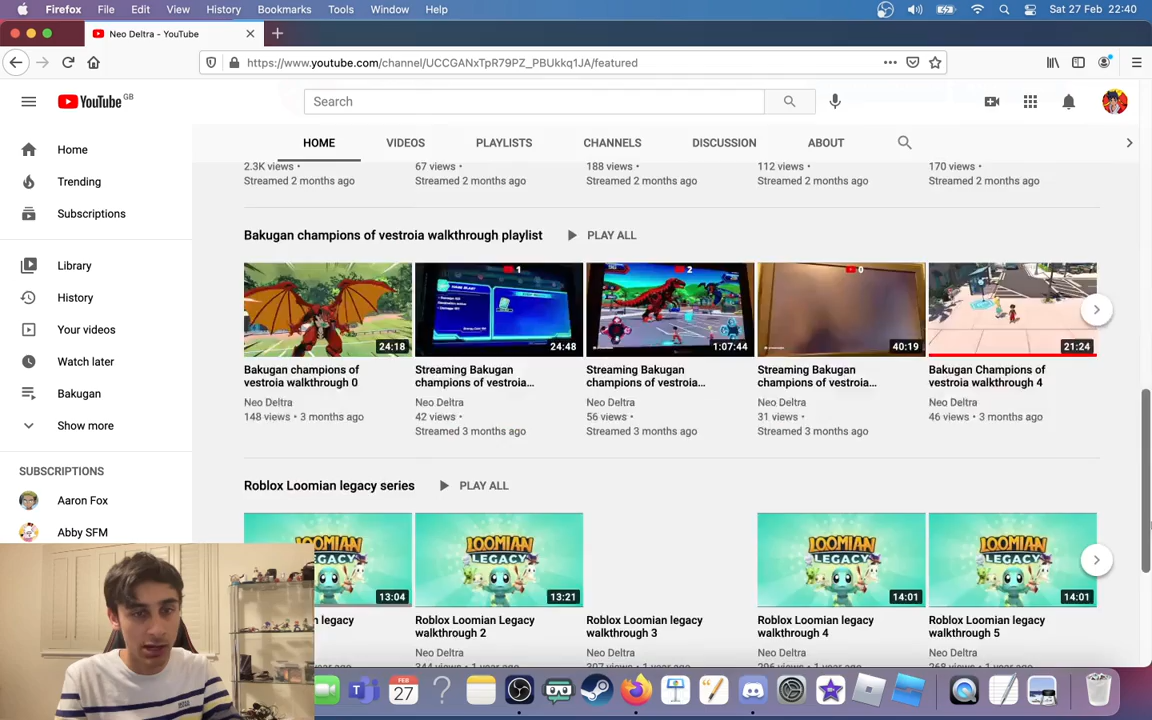 Firefox File Edit View History Bookmarks Tools Window Help Sat 27 Feb 22:40
Neo Deltra - YouTube
https://www.youtube.com/channel/UCCGANxTpR79PZ_PBUkkq1JA/featured
YouTube GB
Search
HOME VIDEOS PLAYLISTS CHANNELS DISCUSSION ABOUT
Home
Trending
Subscriptions
Library
History
Your videos
Watch later
Bakugan
Show more
SUBSCRIPTIONS
Aaron Fox
Abby SFM
2.3K views • 67 views • 188 views • 112 views • 170 views •
Streamed 2 months ago Streamed 2 months ago Streamed 2 months ago Streamed 2 months ago Streamed 2 months ago
Bakugan champions of vestroia walkthrough playlist PLAY ALL
24:18 24:48 1:07:44 40:19 21:24
Bakugan champions of Streaming Bakugan Streaming Bakugan Streaming Bakugan Bakugan Champions of
vestroia walkthrough 0 champions of vestroia... champions of vestroia... champions of vestroia... vestroia walkthrough 4
Neo Deltra Neo Deltra Neo Deltra Neo Deltra Neo Deltra
148 views • 3 months ago 42 views • 56 views • 31 views • 46 views • 3 months ago
Streamed 3 months ago Streamed 3 months ago Streamed 3 months ago
Roblox Loomian legacy series PLAY ALL
LOOMIAN LEGACY LOOMIAN LEGACY LOOMIAN LEGACY LOOMIAN LEGACY
13:04 13:21 14:01 14:01
legacy Roblox Loomian Legacy Roblox Loomian legacy Roblox Loomian legacy Roblox Loomian legacy
walkthrough 2 walkthrough 3 walkthrough 4 walkthrough 5
Neo Deltra Neo Deltra Neo Deltra Neo Deltra
FEB
27